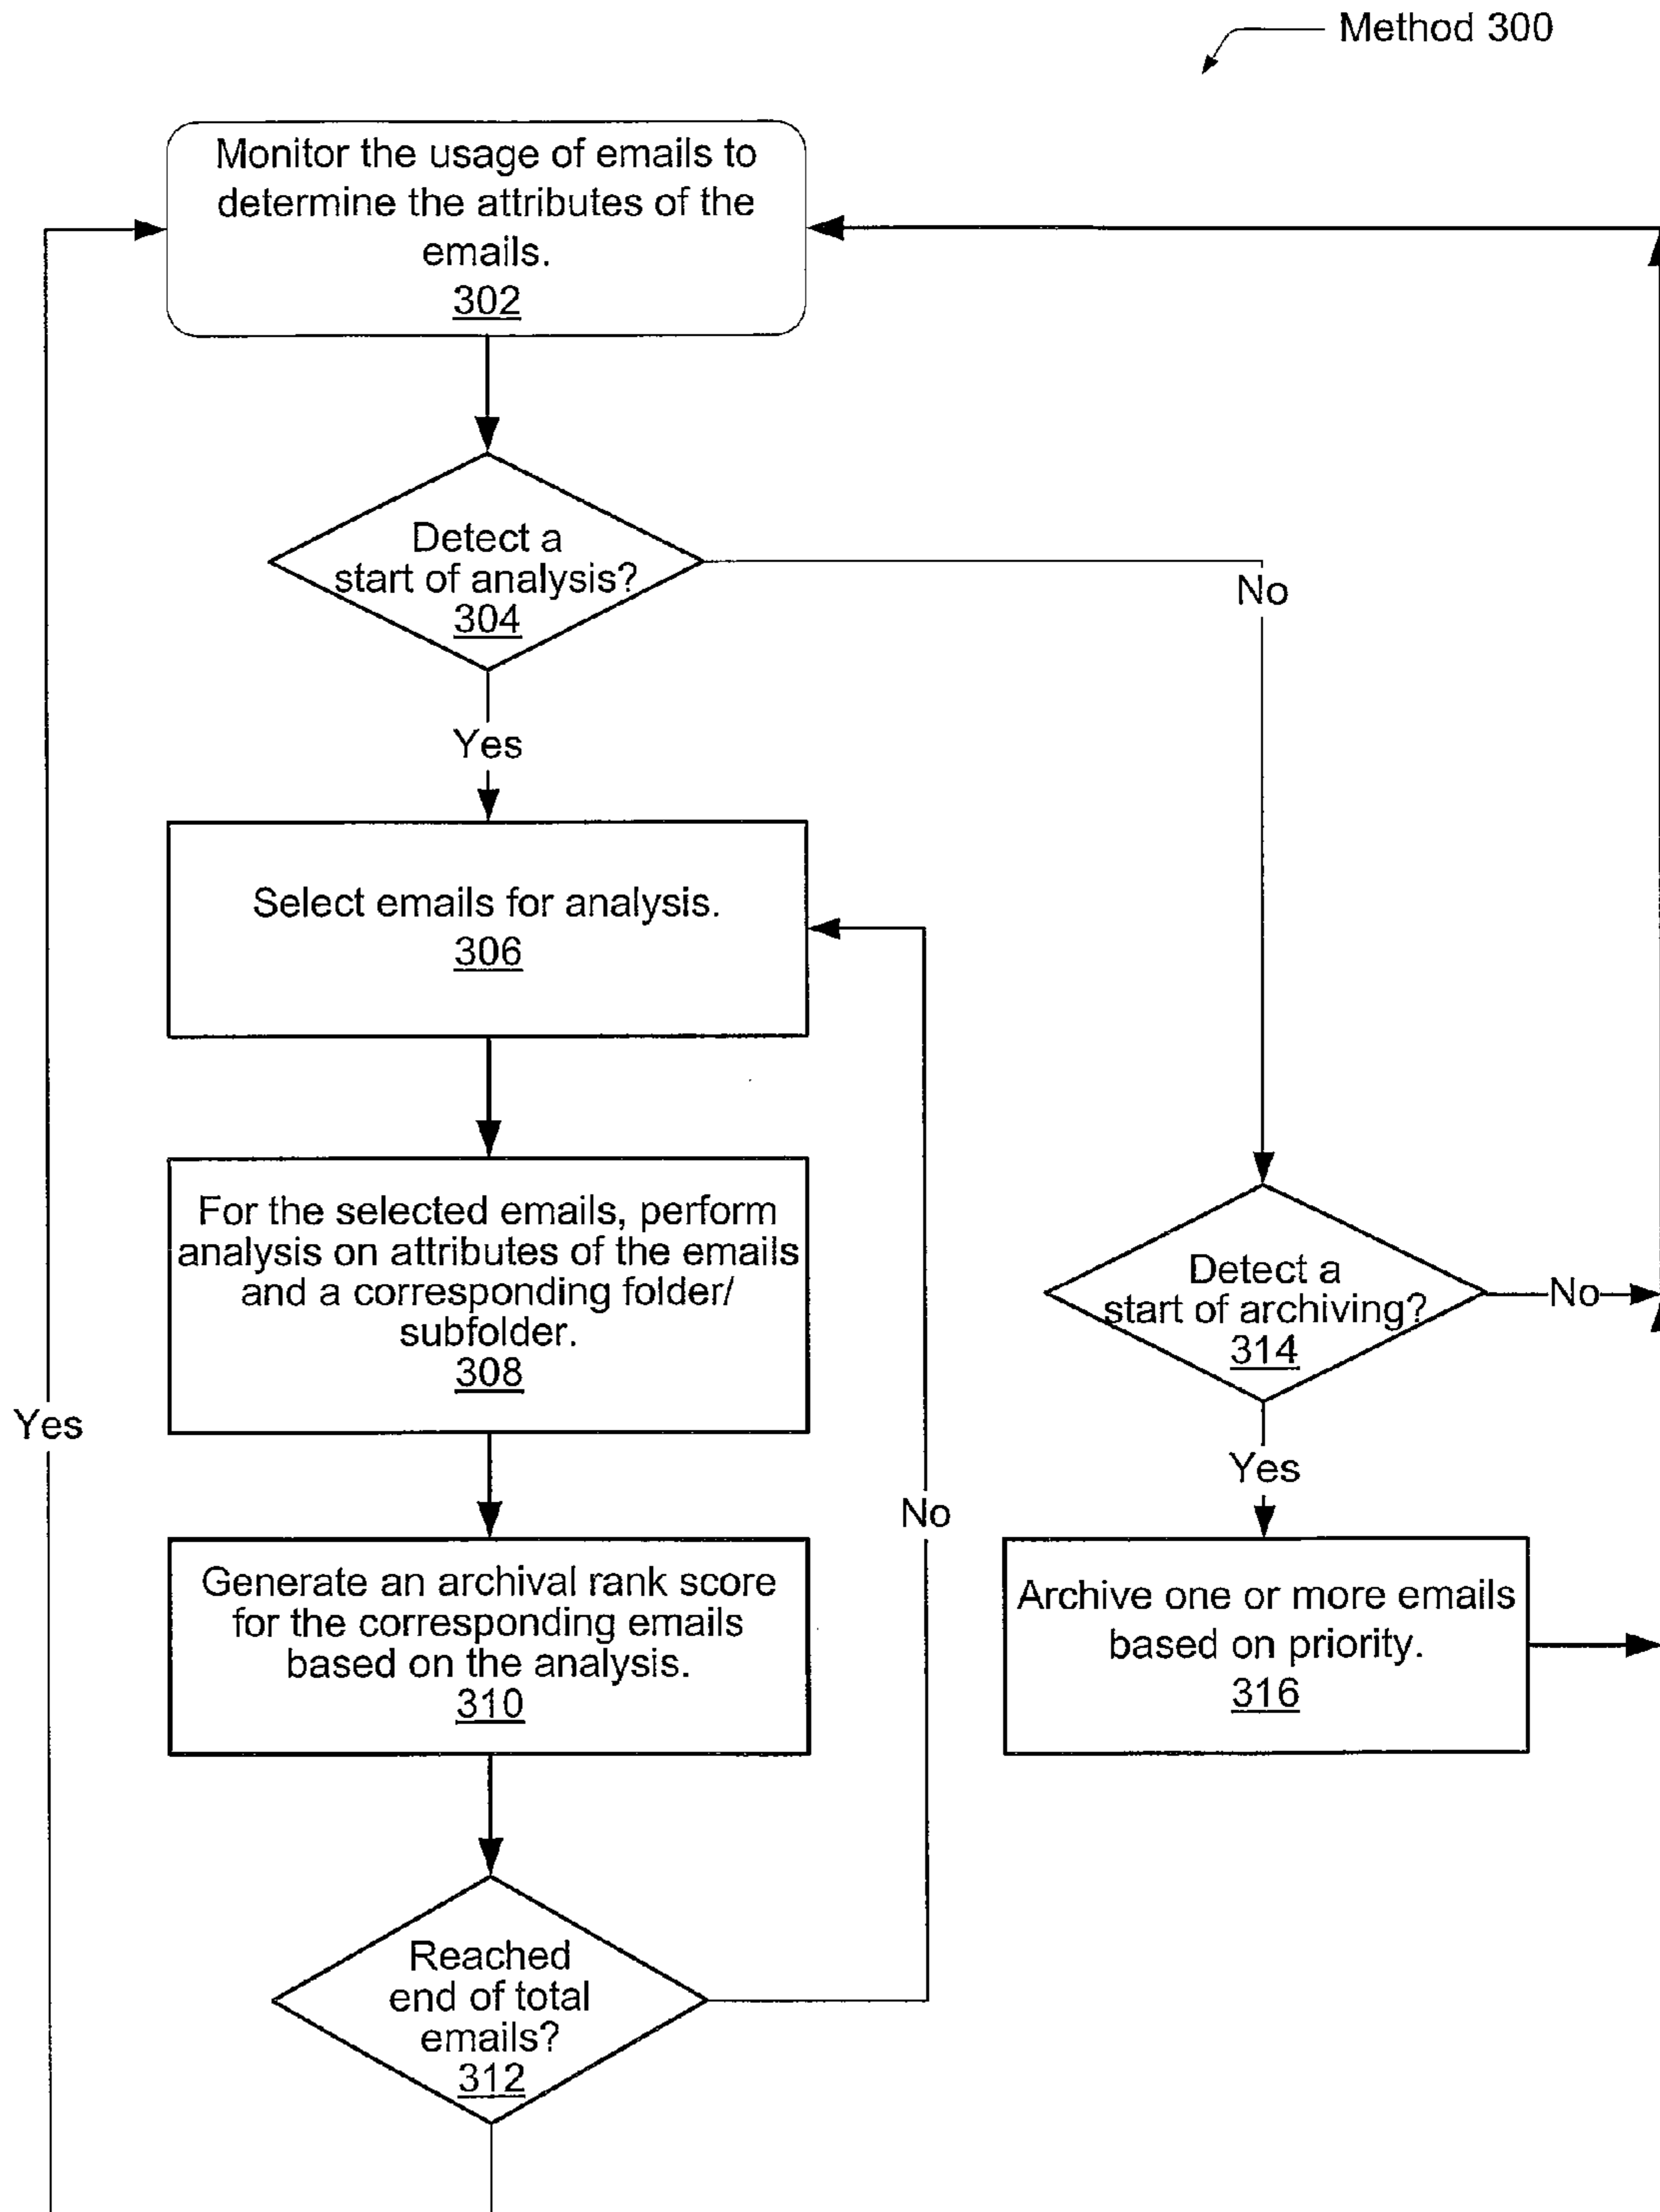 Method 300
Monitor the usage of emails to
determine the attributes of the
emails.
302
Detect a
start of analysis?
304
No
Yes
Select emails for analysis.
306
For the selected emails, perform
analysis on attributes of the emails
and a corresponding folder/
subfolder.
308
Detect a
start of archiving?
314
No
Yes
Yes
No
Generate an archival rank score
for the corresponding emails
based on the analysis.
310
Archive one or more emails
based on priority.
316
Reached
end of total
emails?
312